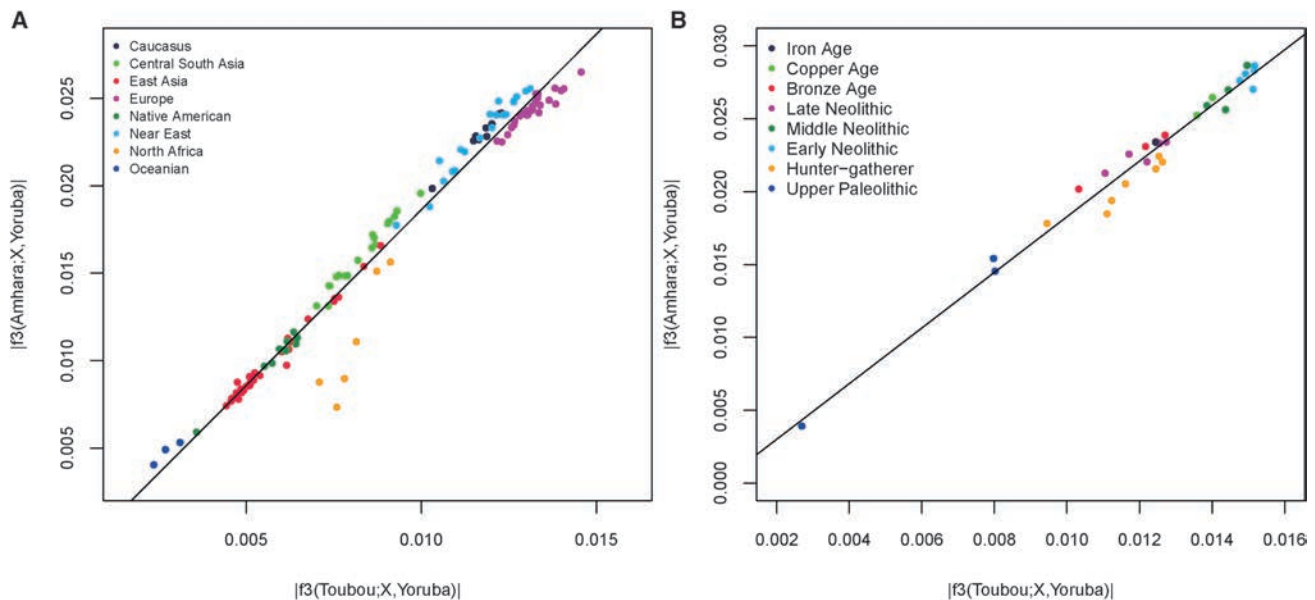 A
Caucasus
Central South Asia
East Asia
Europe
Native American
Near East
North Africa
Oceanian
0.025
0.020
0.015
0.010
0.005
|f3(Amhara;X,Yoruba)|
0.005 0.010 0.015
|f3(Toubou;X,Yoruba)|
B
Iron Age
Copper Age
Bronze Age
Late Neolithic
Middle Neolithic
Early Neolithic
Hunter−gatherer
Upper Paleolithic
0.030
0.025
0.020
0.015
0.010
0.005
0.000
|f3(Amhara;X,Yoruba)|
0.002 0.004 0.006 0.008 0.010 0.012 0.014 0.016
|f3(Toubou;X,Yoruba)|